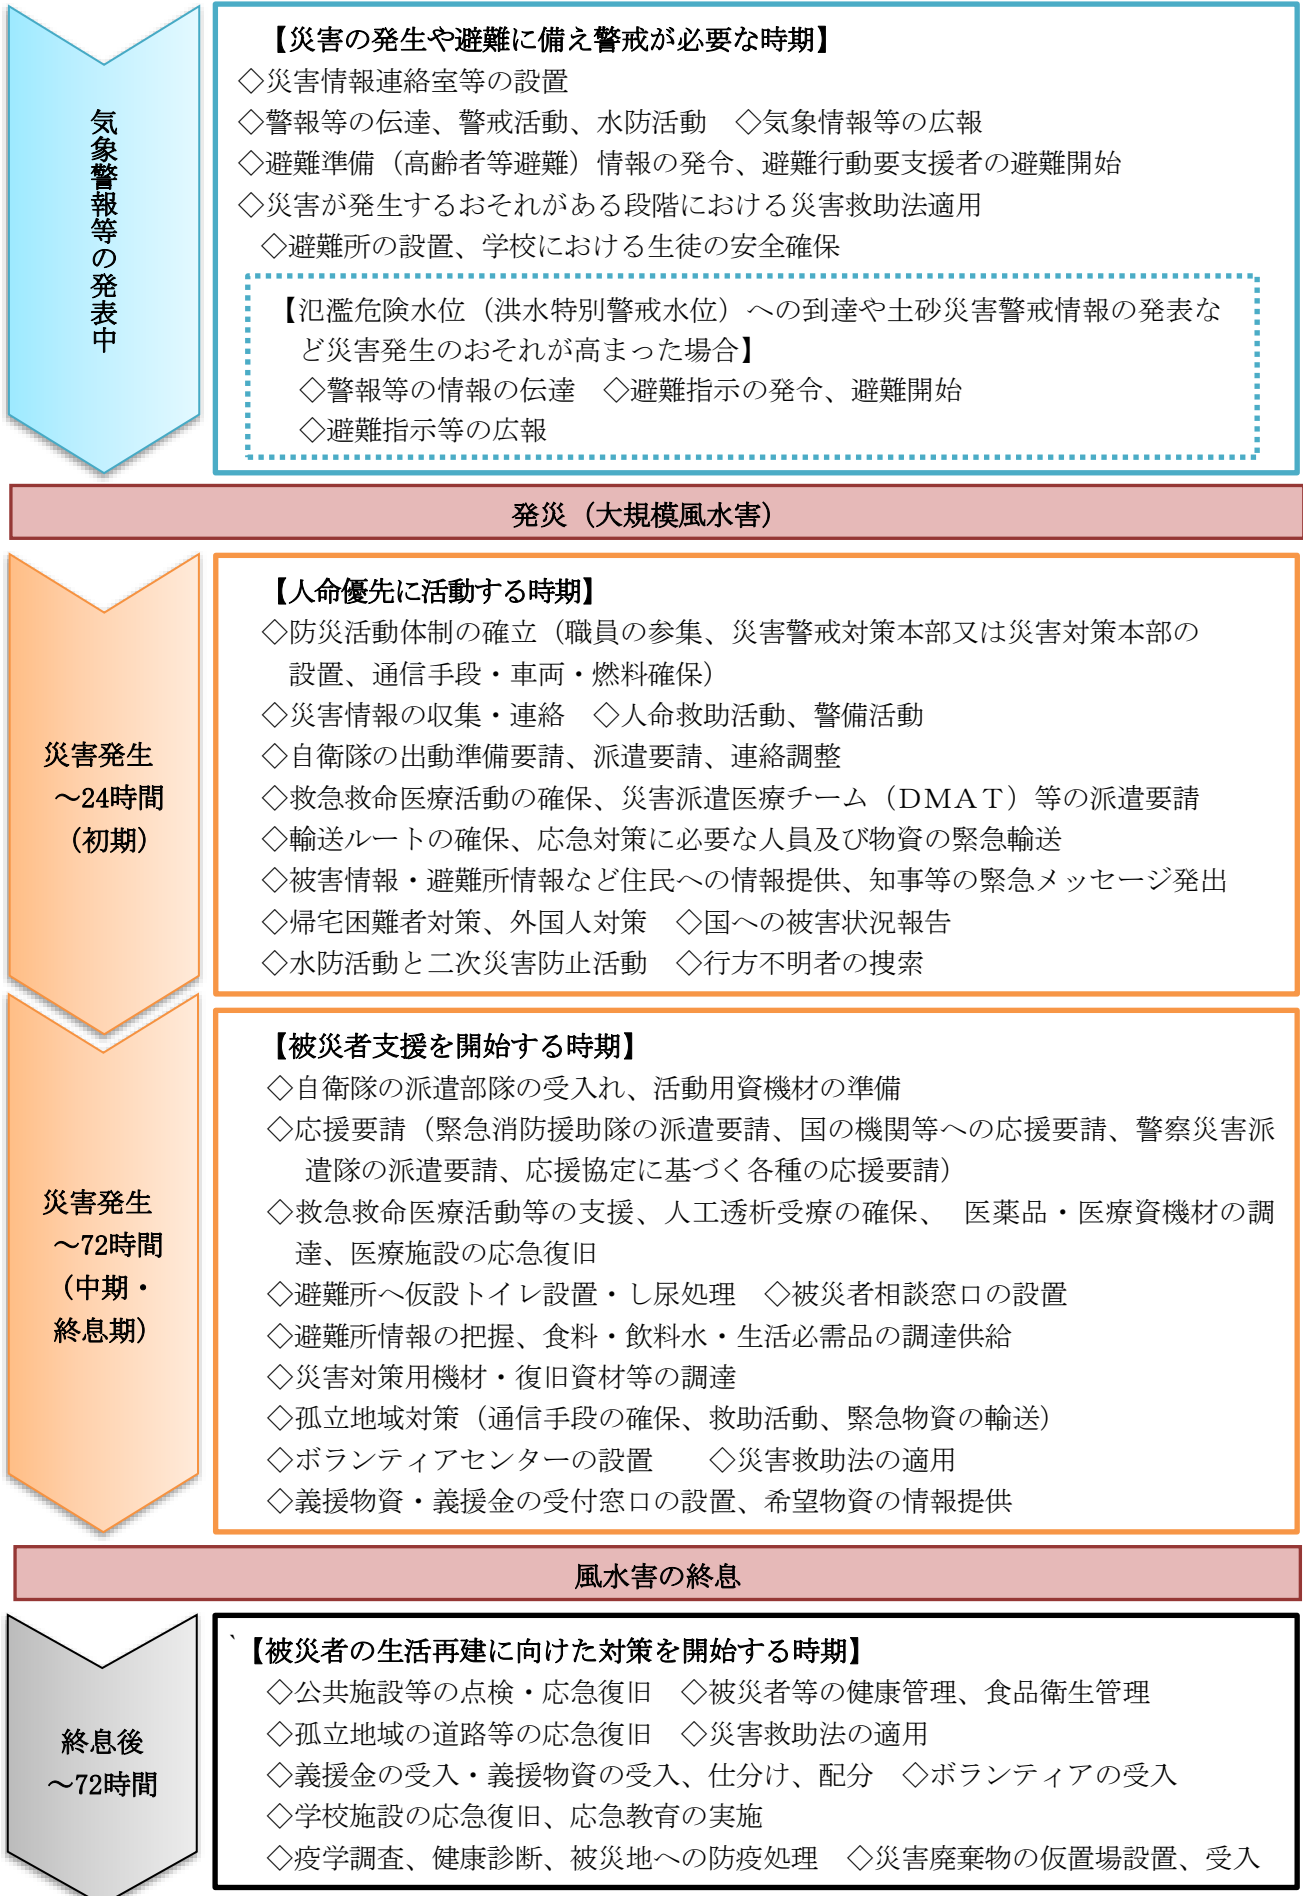 気象警報等の発表中
【災害の発生や避難に備え警戒が必要な時期】
◇災害情報連絡室等の設置
◇警報等の伝達、警戒活動、水防活動　◇気象情報等の広報
◇避難準備（高齢者等避難）情報の発令、避難行動要支援者の避難開始
◇災害が発生するおそれがある段階における災害救助法適用
◇避難所の設置、学校における生徒の安全確保
【氾濫危険水位（洪水特別警戒水位）への到達や土砂災害警戒情報の発表な
ど災害発生のおそれが高まった場合】
◇警報等の情報の伝達　◇避難指示の発令、避難開始
◇避難指示等の広報
発災（大規模風水害）
災害発生
～24時間
（初期）
【人命優先に活動する時期】
◇防災活動体制の確立（職員の参集、災害警戒対策本部又は災害対策本部の
設置、通信手段・車両・燃料確保）
◇災害情報の収集・連絡　◇人命救助活動、警備活動
◇自衛隊の出動準備要請、派遣要請、連絡調整
◇救急救命医療活動の確保、災害派遣医療チーム（ＤＭＡＴ）等の派遣要請
◇輸送ルートの確保、応急対策に必要な人員及び物資の緊急輸送
◇被害情報・避難所情報など住民への情報提供、知事等の緊急メッセージ発出
◇帰宅困難者対策、外国人対策　◇国への被害状況報告
◇水防活動と二次災害防止活動　◇行方不明者の捜索
災害発生
～72時間
（中期・
終息期）
【被災者支援を開始する時期】
◇自衛隊の派遣部隊の受入れ、活動用資機材の準備
◇応援要請（緊急消防援助隊の派遣要請、国の機関等への応援要請、警察災害派
遣隊の派遣要請、応援協定に基づく各種の応援要請）
◇救急救命医療活動等の支援、人工透析受療の確保、　医薬品・医療資機材の調
達、医療施設の応急復旧
◇避難所へ仮設トイレ設置・し尿処理　◇被災者相談窓口の設置
◇避難所情報の把握、食料・飲料水・生活必需品の調達供給
◇災害対策用機材・復旧資材等の調達
◇孤立地域対策（通信手段の確保、救助活動、緊急物資の輸送）
◇ボランティアセンターの設置　　◇災害救助法の適用
◇義援物資・義援金の受付窓口の設置、希望物資の情報提供
風水害の終息
終息後
～72時間
｀【被災者の生活再建に向けた対策を開始する時期】
◇公共施設等の点検・応急復旧　◇被災者等の健康管理、食品衛生管理
◇孤立地域の道路等の応急復旧　◇災害救助法の適用
◇義援金の受入・義援物資の受入、仕分け、配分　◇ボランティアの受入
◇学校施設の応急復旧、応急教育の実施
◇疫学調査、健康診断、被災地への防疫処理　◇災害廃棄物の仮置場設置、受入